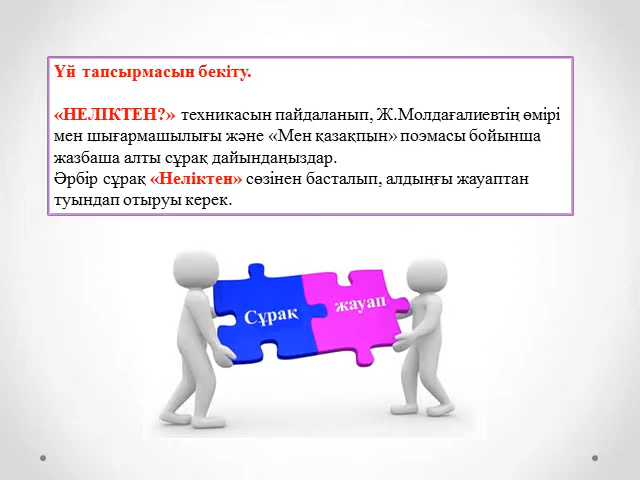 Үй тапсырмасын бекіту.
«НЕЛІКТЕН?» техникасын пайдаланып, Ж.Молдағалиевтің өмірі
мен шығармашылығы және «Мен қазақпын» поэмасы бойынша
жазбаша алты сұрақ дайындаңыздар.
Әрбір сұрақ «Неліктен» сөзінен басталып, алдыңғы жауаптан
туындап отыруы керек.
Сұрақ
жауап